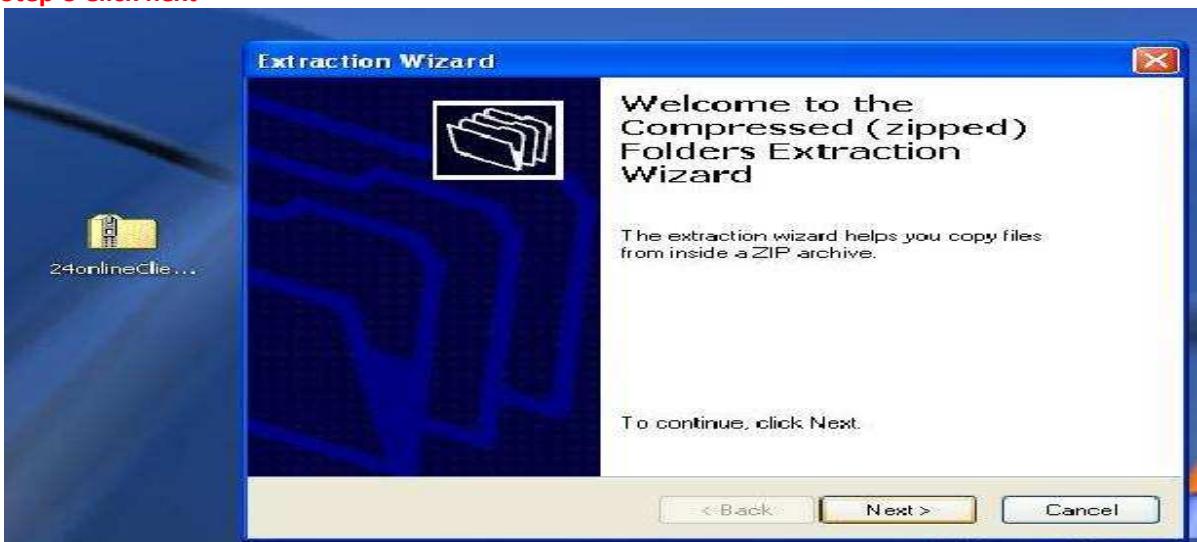 Extraction Wizard
Welcome to the
Compressed (zipped)
Folders Extraction
Wizard
The extraction wizard helps you copy files
from inside a ZIP archive.
24onlineClie...
To continue, click Next.
< Back
Next >
Cancel